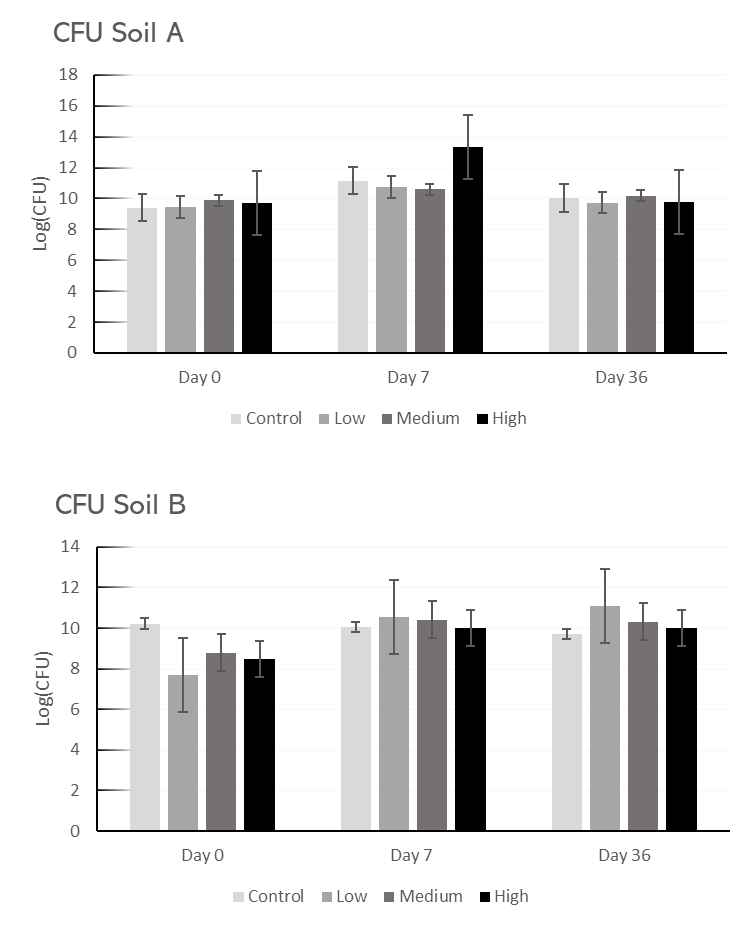 CFU Soil A
18
16
14
12
10
8
6
4
2
0
Log(CFU)
Day 0 Day 7 Day 36
Control Low Medium High
CFU Soil B
14
12
10
8
6
4
2
0
Log(CFU)
Day 0 Day 7 Day 36
Control Low Medium High